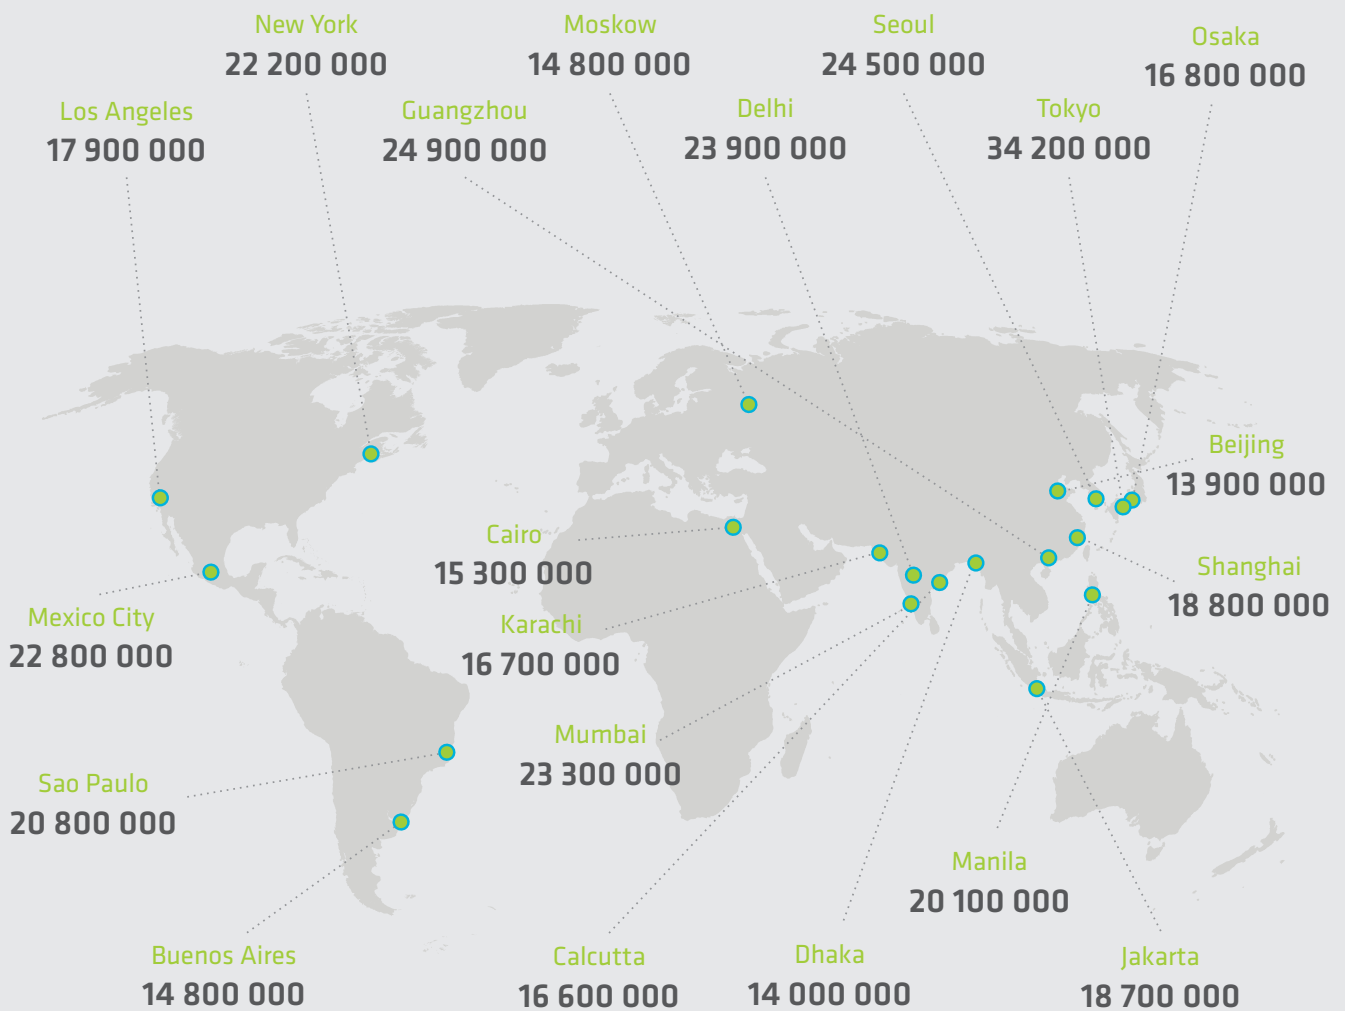 New York
22 200 000
Moskow
14 800 000
Seoul
24 500 000
Osaka
16 800 000
Los Angeles
17 900 000
Guangzhou
24 900 000
Delhi
23 900 000
Tokyo
34 200 000
Beijing
13 900 000
Cairo
15 300 000
Shanghai
18 800 000
Mexico City
22 800 000
Karachi
16 700 000
Mumbai
23 300 000
Sao Paulo
20 800 000
Manila
20 100 000
Buenos Aires
14 800 000
Calcutta
16 600 000
Dhaka
14 000 000
Jakarta
18 700 000